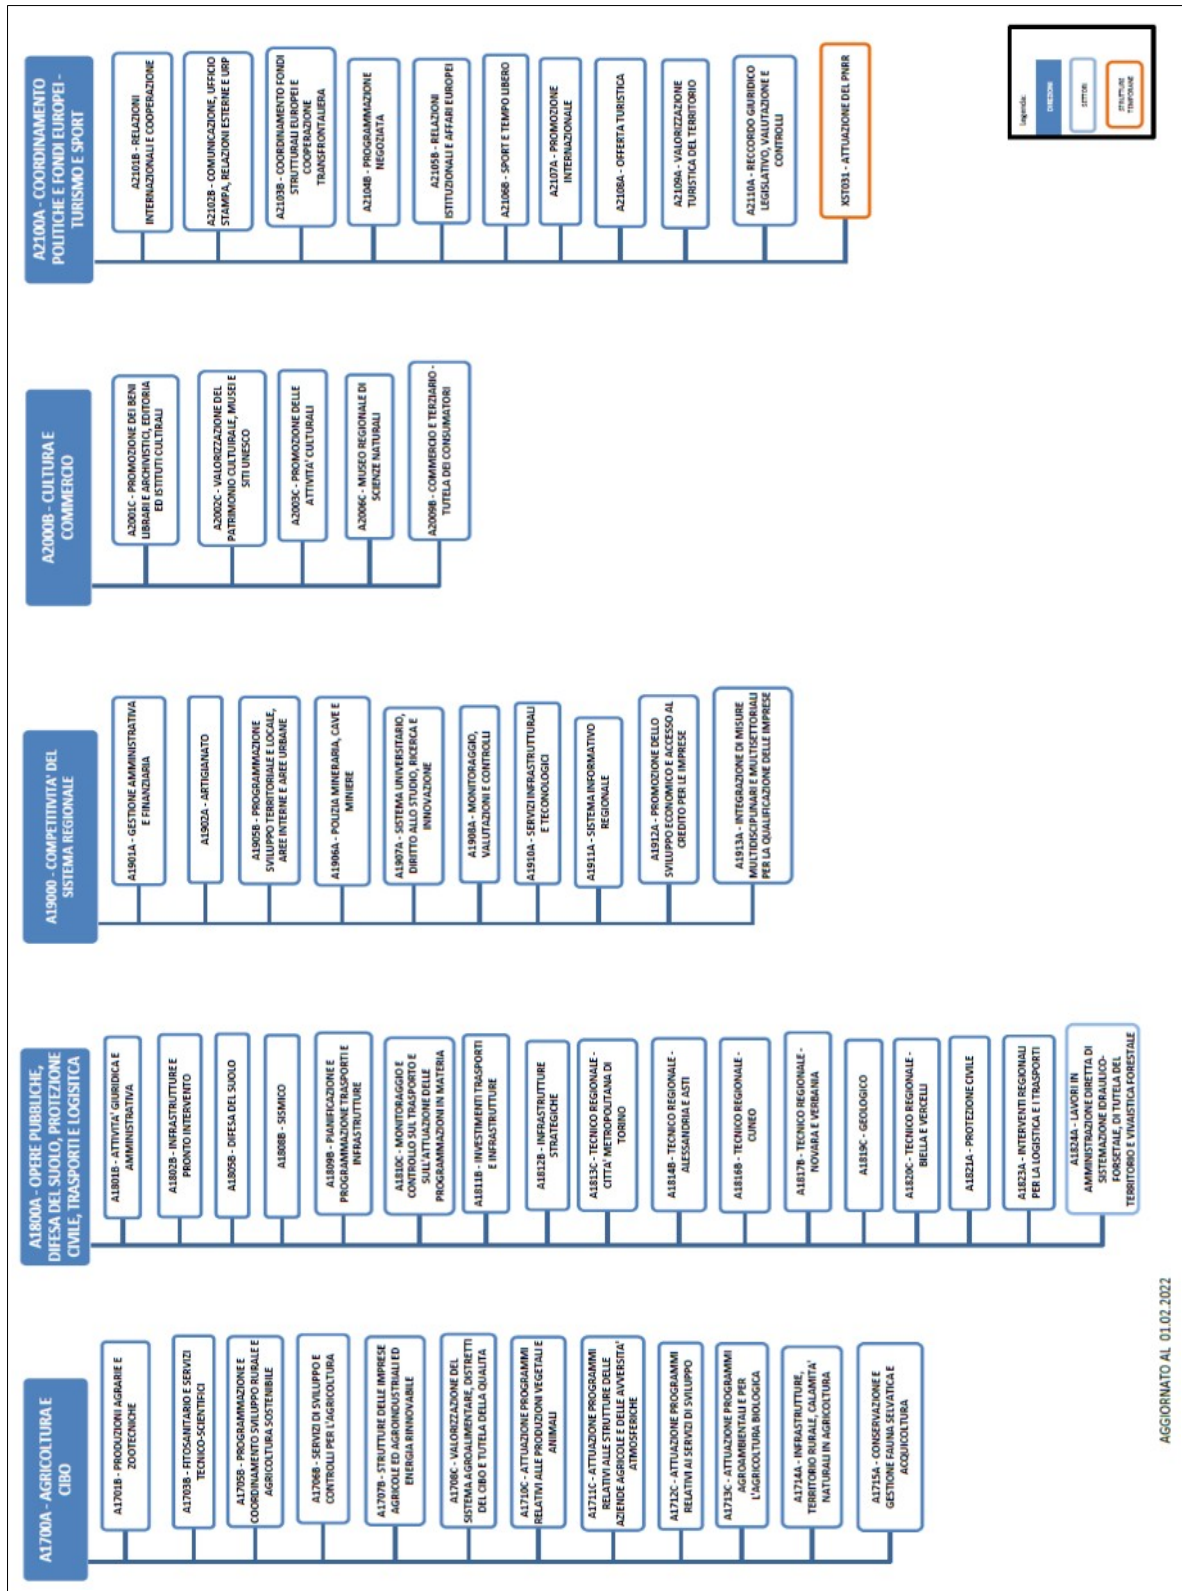 A1700A - AGRICOLTURA E
CIBO
A1701B - PRODUZIONI AGRARIE E
ZOOTECNICHE
A1703B - FITOSANITARIO E SERVIZI
TECNICO-SCIENTIFICI
A1705B - PROGRAMMAZIONE E
COORDINAMENTO SVILUPPO RURALE E
AGRICOLTURA SOSTENIBILE
A1706B - SERVIZI DI SVILUPPO E
CONTROLLI PER L'AGRICOLTURA
A1707B - STRUTTURE DELLE IMPRESE
AGRICOLE ED AGROINDUSTRIALI ED
ENERGIA RINNOVABILE
A1708C - VALORIZZAZIONE DEL
SISTEMA AGROALIMENTARE, DISTRETTI
DEL CIBO E TUTELA DELLA QUALITA
A1710C - ATTUAZIONE PROGRAMMI
RELATIVI ALLE PRODUZIONI VEGETALI E
ANIMALI
A1711C - ATTUAZIONE PROGRAMMI
RELATIVI ALLE STRUTTURE DELLE
AZIENDE AGRICOLE E DELLE AVVERSITA'
ATMOSFERICHE
A1712C - ATTUAZIONE PROGRAMMI
RELATIVI AI SERVIZI DI SVILUPPO
A1713C - ATTUAZIONE PROGRAMMI
AGROAMBIENTALI E PER
L'AGRICOLTURA BIOLOGICA
A1714A - INFRASTRUTTURE,
TERRITORIO RURALE, CALAMITA'
NATURALI IN AGRICOLTURA
A1715A - CONSERVAZIONE E
GESTIONE FAUNA SELVATICA E
ACQUICOLTURA
A1800A - OPERE PUBBLICHE,
DIFESA DEL SUOLO, PROTEZIONE
CIVILE, TRASPORTI E LOGISITCA
A1801B - ATTIVITA' GIURIDICA E
AMMINISTRATIVA
A1802B - INFRASTRUTTURE E
PRONTO INTERVENTO
A1805B - DIFESA DEL SUOLO
A1808B - SISMICO
A1809B - PIANIFICAZIONE E
PROGRAMMAZIONE TRASPORTI E
INFRASTRUTTURE
A1810C - MONITORAGGIO E
CONTROLLO SUL TRASPORTO E
SULL'ATTUAZIONE DELLE
PROGRAMMAZIONI IN MATERIA
A1811B - INVESTIMENTI TRASPORTI
E INFRASTRUTTURE
A1812B - INFRASTRUTTURE
STRATEGICHE
A1813C - TECNICO REGIONALE -
CITTA' METROPOLITANA DI
TORINO
A1814B - TECNICO REGIONALE -
ALESSANDRIA E ASTI
A1816B - TECNICO REGIONALE -
CUNEO
A1817B - TECNICO REGIONALE -
NOVARA E VERBANIA
A1819C - GEOLOGICO
A1820C - TECNICO REGIONALE -
BIELLA E VERCELLI
A1821A - PROTEZIONE CIVILE
A1823A - INTERVENTI REGIONALI
PER LA LOGISTICA E I TRASPORTI
A1824A - LAVORI IN
AMMINISTRAZIONE DIRETTA DI
SISTEMAZIONE IDRAULICO-
FORSETALE, DI TUTELA DEL
TERRITORIO E VIVAISTICA FORESTALE
A19000 - COMPETITIVITA' DEL
SISTEMA REGIONALE
A1901A - GESTIONE AMMINISTRATIVA
E FINANZIARIA
A1902A - ARTIGIANATO
A1905B - PROGRAMMAZIONE
SVILUPPO TERRITORIALE E LOCALE,
AREE INTERNE E AREE URBANE
A1906A - POLIZIA MINERARIA, CAVE E
MINIERE
A1907A - SISTEMA UNIVERSITARIO,
DIRITTO ALLO STUDIO, RICERCA E
INNOVAZIONE
A1908A - MONITORAGGIO,
VALUTAZIONI E CONTROLLI
A1910A - SERVIZI INFRASTRUTTURALI
E TECONOLOGICI
A1911A - SISTEMA INFORMATIVO
REGIONALE
A1912A - PROMOZIONE DELLO
SVILUPPO ECONOMICO E ACCESSO AL
CREDITO PER LE IMPRESE
A1913A - INTEGRAZIONE DI MISURE
MULTIDISCIPLINARI E MULTISETTORIALI
PER LA QUALIFICAZIONE DELLE IMPRESE
A2000B - CULTURA E
COMMERCIO
A2001C - PROMOZIONE DEI BENI
LIBRARI E ARCHIVISTICI, EDITORIA
ED ISTITUTI CULTURALI
A2002C - VALORIZZAZIONE DEL
PATRIMONIO CULTUIRALE, MUSEI E
SITI UNESCO
A2003C - PROMOZIONE DELLE
ATTIVITA' CULTURALI
A2006C - MUSEO REGIONALE DI
SCIENZE NATURALI
A2009B - COMMERCIO E TERZIARIO -
TUTELA DEI CONSUMATORI
A2100A - COORDINAMENTO
POLITICHE E FONDI EUROPEI -
TURISMO E SPORT
A2101B - RELAZIONI
INTERNAZIONALI E COOPERAZIONE
A2102B - COMUNICAZIONE, UFFICIO
STAMPA, RELAZIONI ESTERNE E URP
A2103B - COORDINAMENTO FONDI
STRUTTURALI EUROPEI E
COOPERAZIONE
TRANSFRONTALIERA
A2104B - PROGRAMMAZIONE
NEGOZIATA
A2105B - RELAZIONI
ISTITUZIONALI E AFFARI EUROPEI
A2106B - SPORT E TEMPO LIBERO
A2107A - PROMOZIONE
INTERNAZIONALE
A2108A - OFFERTA TURISTICA
A2109A - VALORIZZAZIONE
TURISTICA DEL TERRITORIO
A2110A - RECCORDO GIURIDICO
LEGISLATIVO, VALUTAZIONE E
CONTROLLI
XST031 - ATTUAZIONE DEL PNRR
Legenda:
DIREZIONI
SETTORI
STRUTTURE
TEMPORANEE
AGGIORNATO AL 01.02.2022